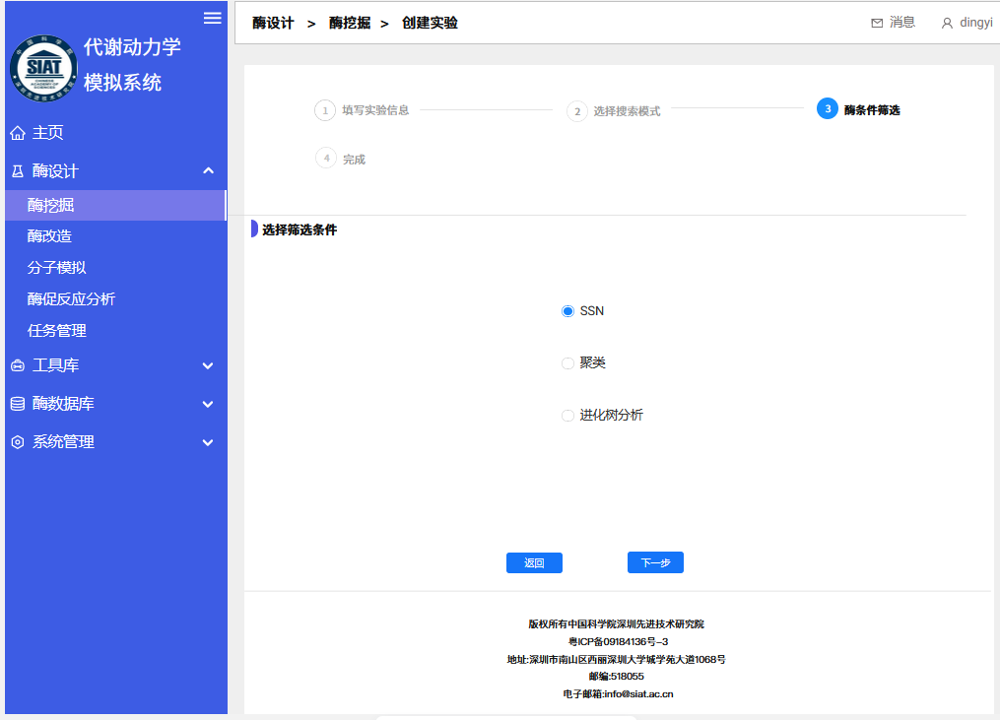 SIAT
代谢动力学
模拟系统
主页
酶设计
酶挖掘
酶改造
分子模拟
酶促反应分析
任务管理
工具库
酶数据库
系统管理
酶设计 > 酶挖掘 > 创建实验
消息
dingyi
1 填写实验信息
2 选择搜索模式
3 酶条件筛选
4 完成
选择筛选条件
SSN
聚类
进化树分析
返回
下一步
版权所有中国科学院深圳先进技术研究院
粤ICP备09184136号-3
地址:深圳市南山区西丽深圳大学城学苑大道1068号
邮编:518055
电子邮箱:info@siat.ac.cn